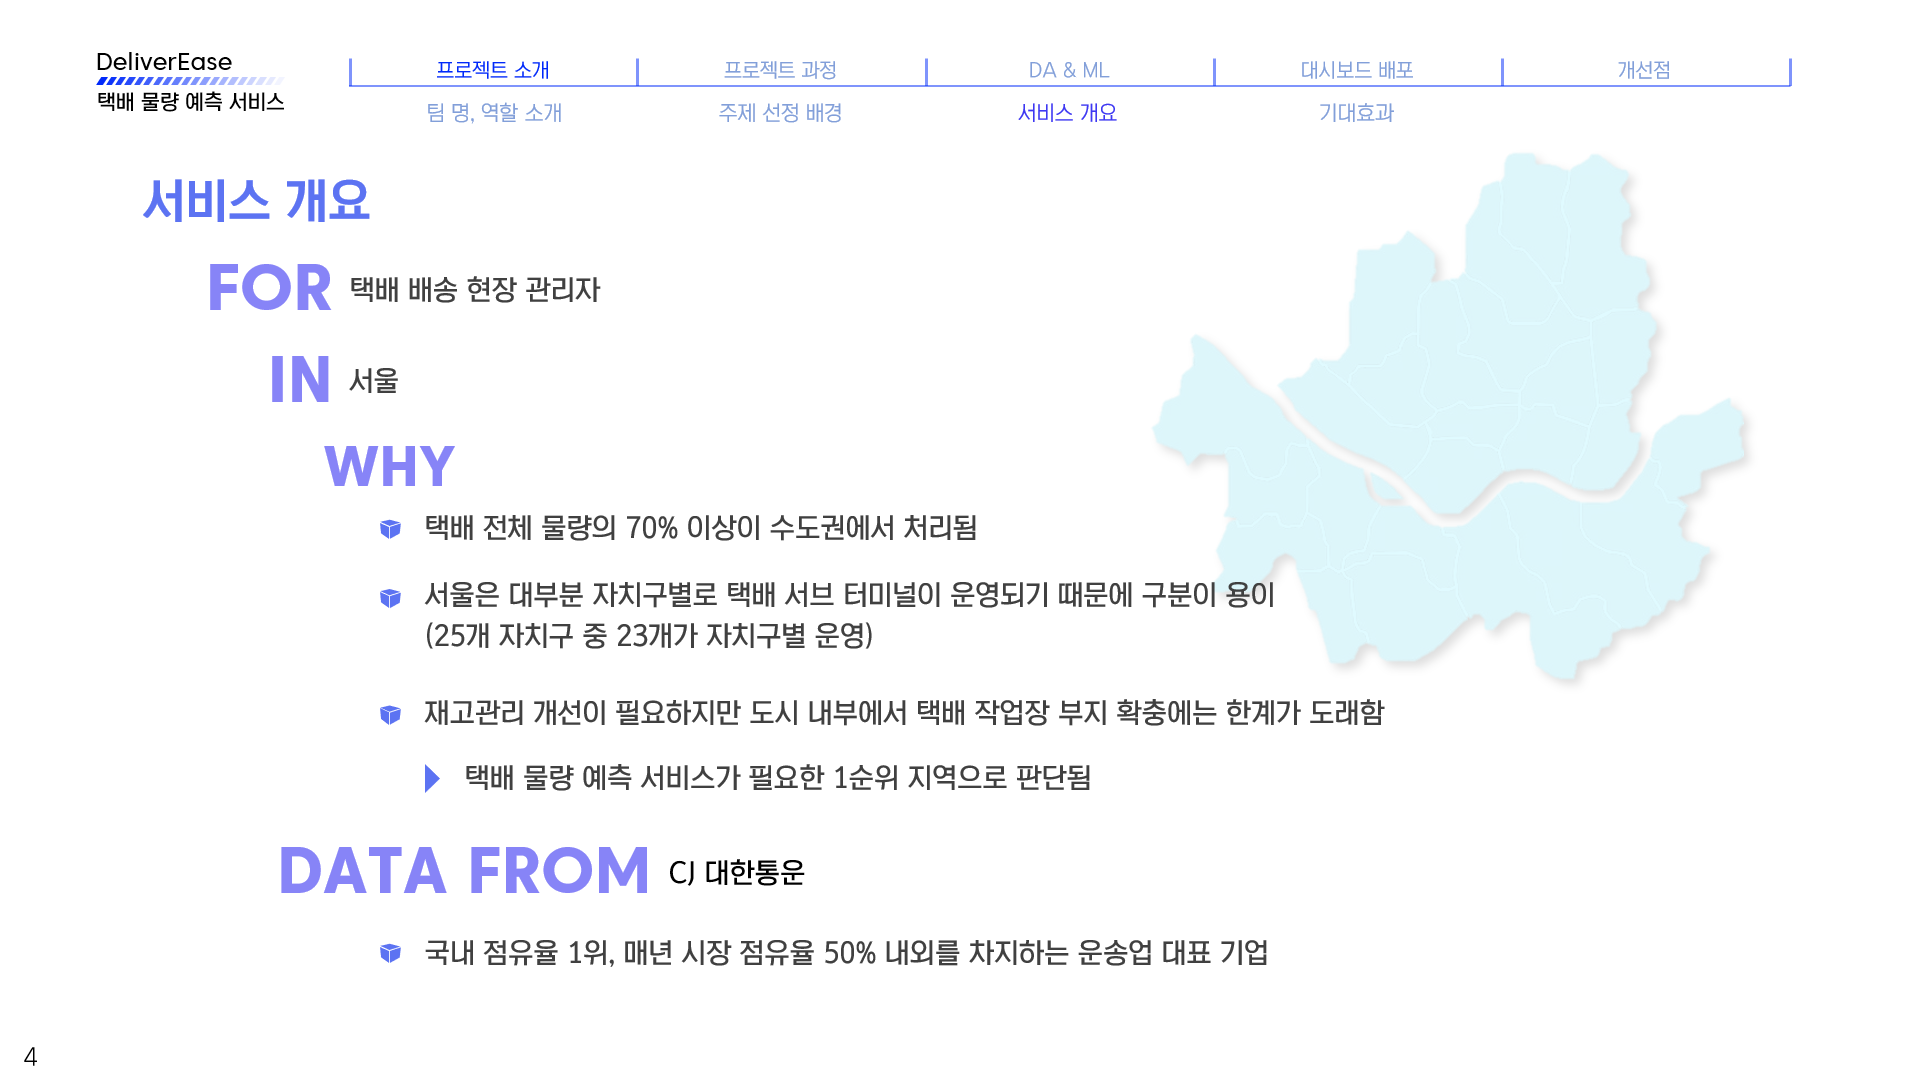 DeliverEase
택배 물량 예측 서비스
프로젝트 소개
프로젝트 과정
DA & ML
대시보드 배포
개선점
팀 명, 역할 소개
주제 선정 배경
서비스 개요
기대효과
서비스 개요
FOR 택배 배송 현장 관리자
IN 서울
WHY
택배 전체 물량의 70% 이상이 수도권에서 처리됨
서울은 대부분 자치구별로 택배 서브 터미널이 운영되기 때문에 구분이 용이
(25개 자치구 중 23개가 자치구별 운영)
재고관리 개선이 필요하지만 도시 내부에서 택배 작업장 부지 확충에는 한계가 도래함
택배 물량 예측 서비스가 필요한 1순위 지역으로 판단됨
DATA FROM CJ 대한통운
국내 점유율 1위, 매년 시장 점유율 50% 내외를 차지하는 운송업 대표 기업
4